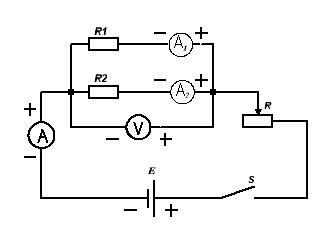 R1
− A₁ +
R2
− A₂ +
+
A
−
− V +
R
E
S
− +